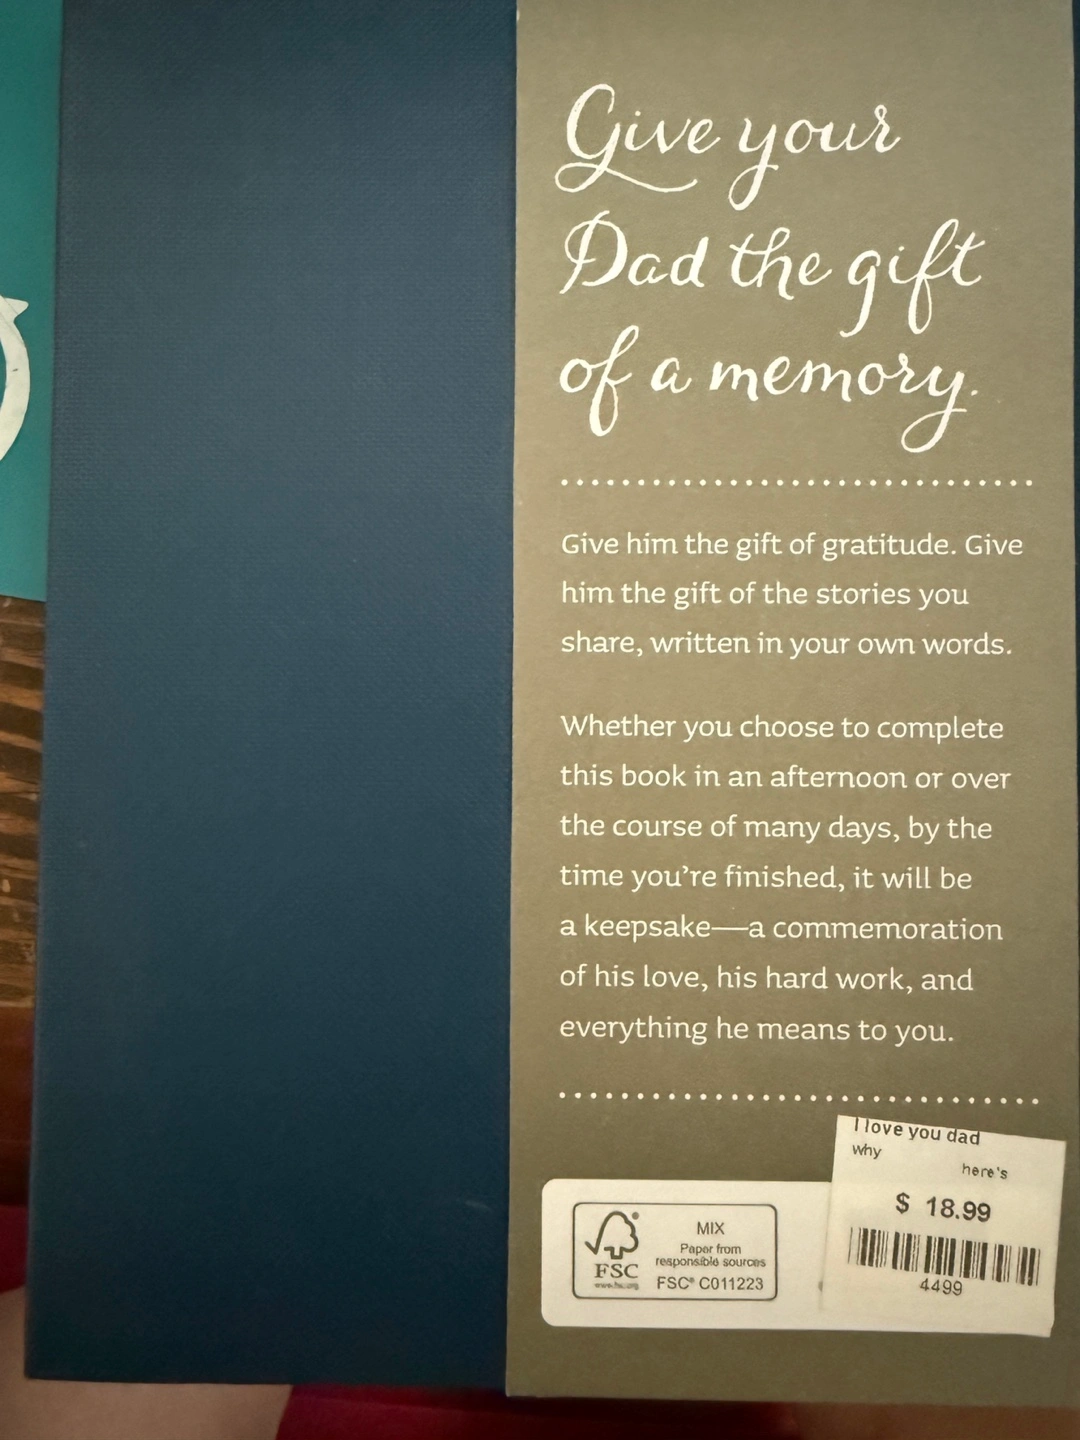 Give your
Dad the gift
of a memory.
Give him the gift of gratitude. Give
him the gift of the stories you
share, written in your own words.
Whether you choose to complete
this book in an afternoon or over
the course of many days, by the
time you're finished, it will be
a keepsake—a commemoration
of his love, his hard work, and
everything he means to you.
I love you dad
why
here's
$ 18.99
4499
MIX
Paper from
responsible sources
FSC® C011223
FSC
www.fsc.org